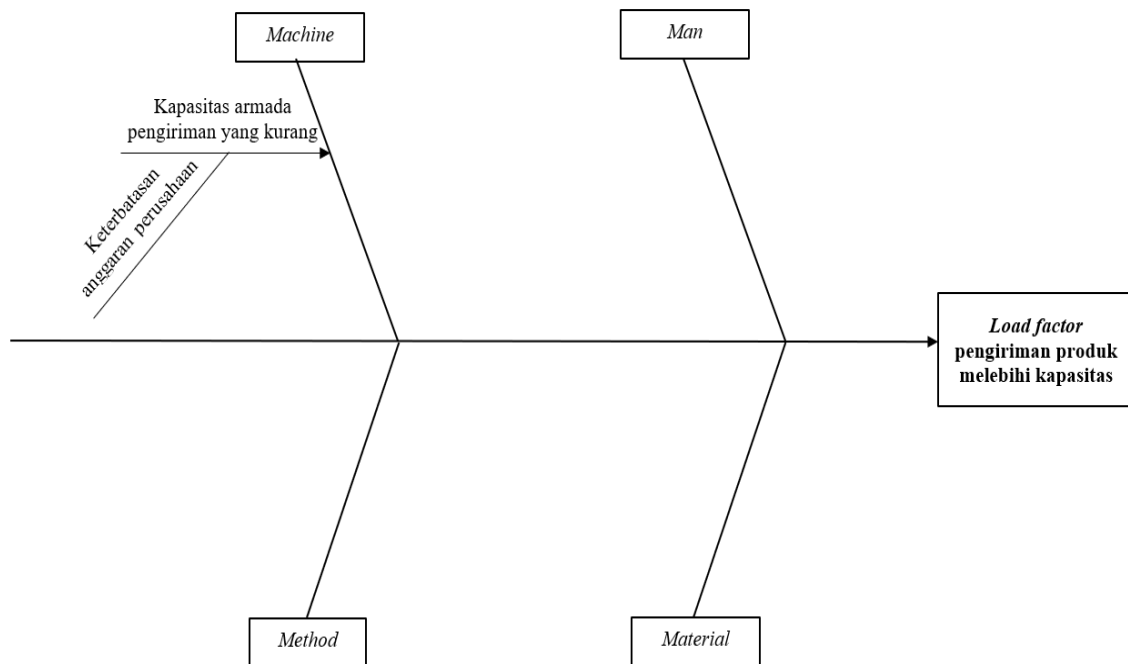 Machine
Man
Kapasitas armada
pengiriman yang kurang
Keterbatasan
anggaran perusahaan
Load factor
pengiriman produk
melebihi kapasitas
Method
Material